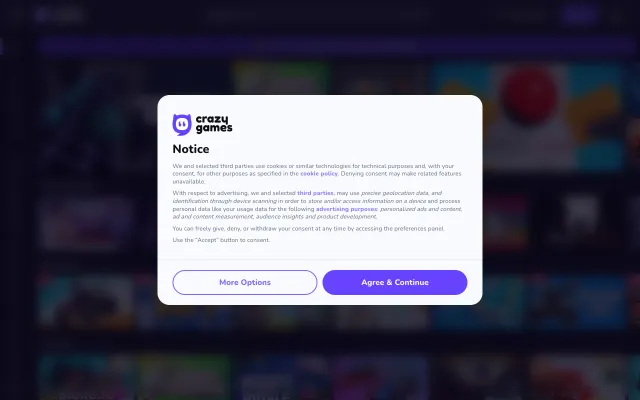 crazy
games
Notice
We and selected third parties use cookies or similar technologies for technical purposes and, with your
consent, for other purposes as specified in the cookie policy. Denying consent may make related features
unavailable.
With respect to advertising, we and selected third parties, may use precise geolocation data, and
identification through device scanning in order to store and/or access information on a device and process
personal data like your usage data for the following advertising purposes: personalized ads and content,
ad and content measurement, audience insights and product development.
You can freely give, deny, or withdraw your consent at any time by accessing the preferences panel.
Use the "Accept" button to consent.
More Options
Agree & Continue